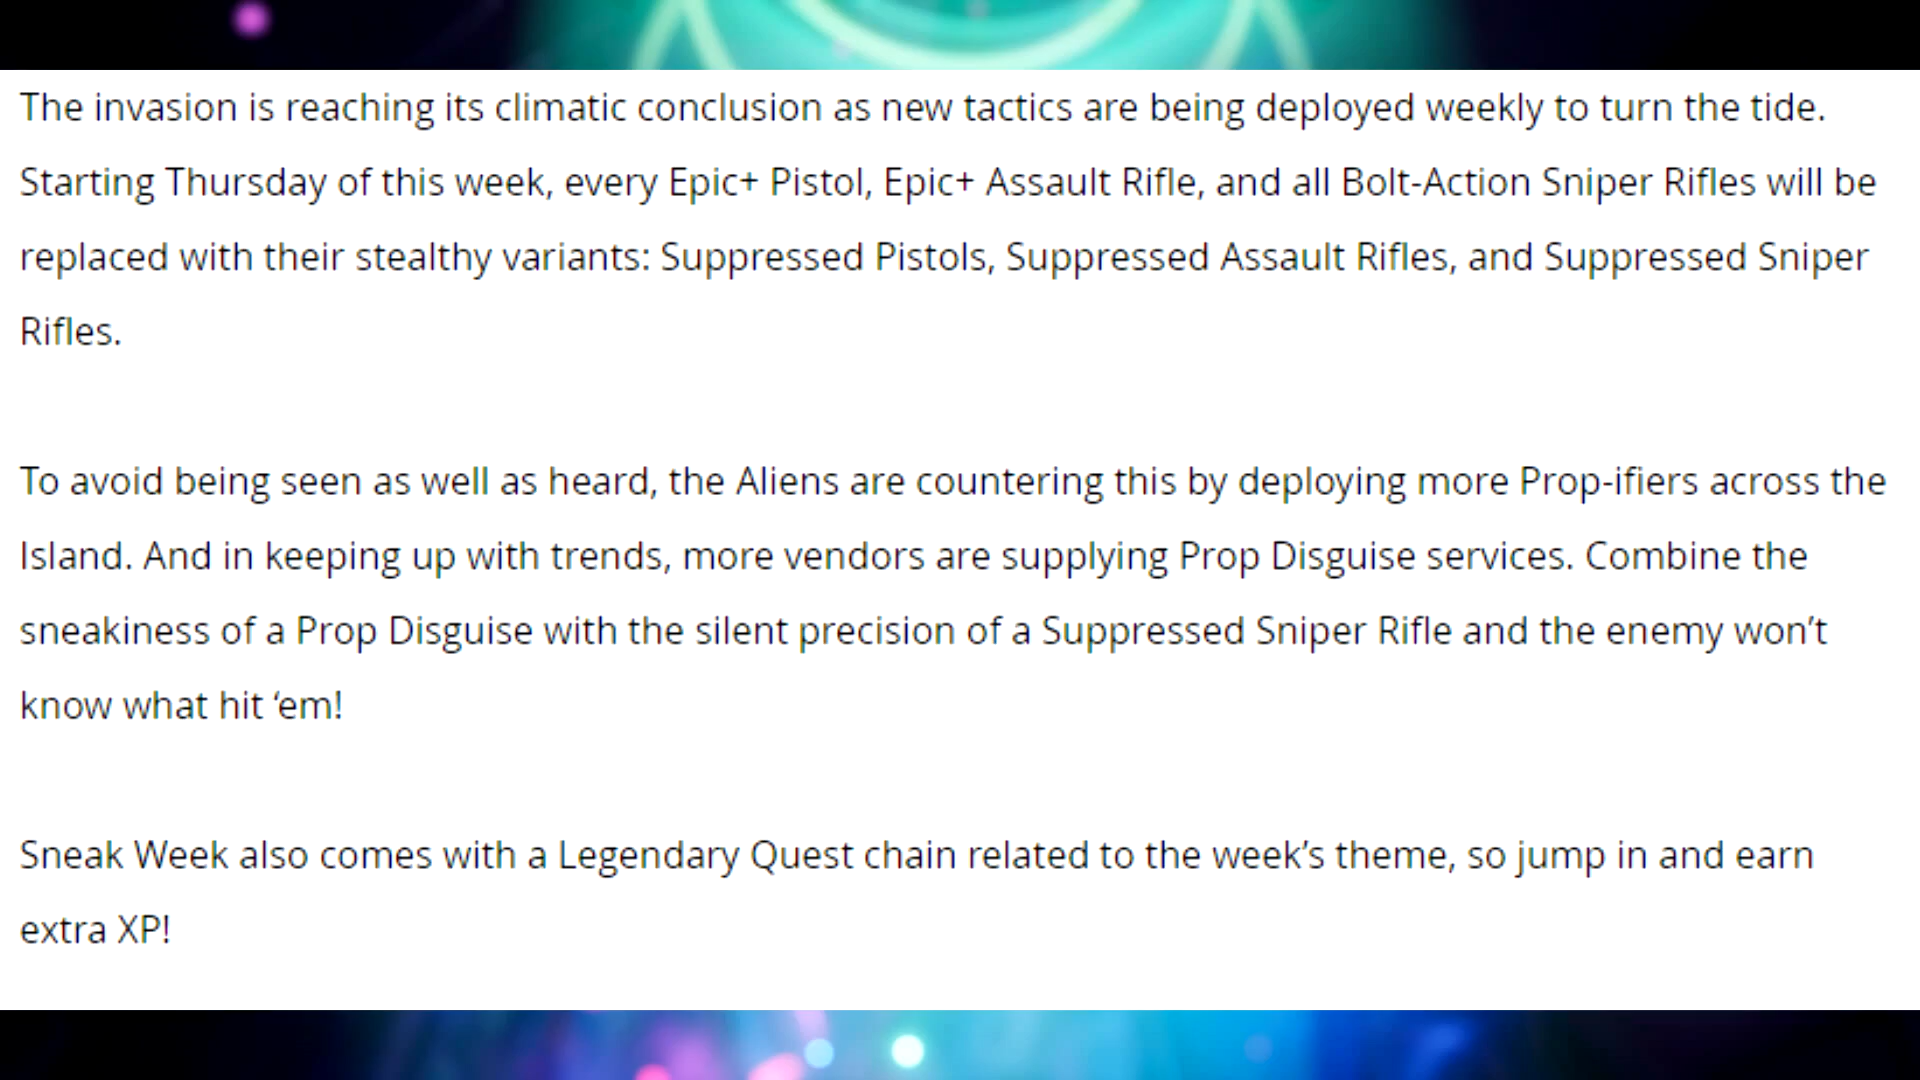 The invasion is reaching its climatic conclusion as new tactics are being deployed weekly to turn the tide.
Starting Thursday of this week, every Epic+ Pistol, Epic+ Assault Rifle, and all Bolt-Action Sniper Rifles will be
replaced with their stealthy variants: Suppressed Pistols, Suppressed Assault Rifles, and Suppressed Sniper
Rifles.
To avoid being seen as well as heard, the Aliens are countering this by deploying more Prop-ifiers across the
Island. And in keeping up with trends, more vendors are supplying Prop Disguise services. Combine the
sneakiness of a Prop Disguise with the silent precision of a Suppressed Sniper Rifle and the enemy won’t
know what hit ‘em!
Sneak Week also comes with a Legendary Quest chain related to the week’s theme, so jump in and earn
extra XP!